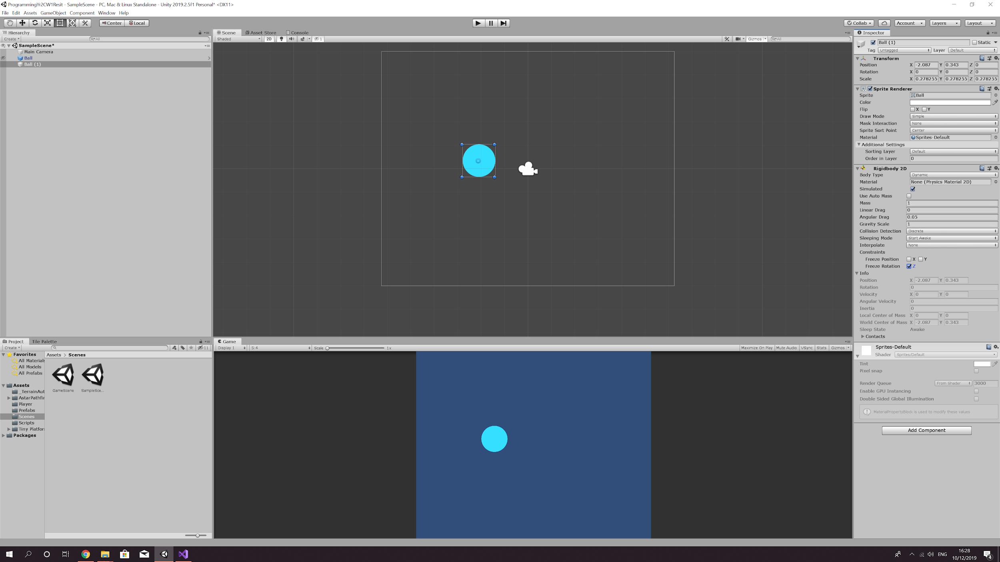 ProgrammingYr2CW1Resit - SampleScene - PC, Mac & Linux Standalone - Unity 2019.2.5f1 Personal* <DX11>
File Edit Assets GameObject Component Window Help
Center Local
Collab Account Layers Layout
Hierarchy
Create All
SampleScene*
Main Camera
Ball
Ball (1)
Scene Asset Store Console
Shaded 2D 1 Gizmos All
Inspector
Ball (1) Static
Tag Untagged Layer Default
Transform
Position X -2.087 Y 0.343 Z 0
Rotation X 0 Y 0 Z 0
Scale X 0.278255 Y 0.278255 Z 0.278255
Sprite Renderer
Sprite Ball
Color
Flip X Y
Draw Mode Simple
Mask Interaction None
Sprite Sort Point Center
Material Sprites-Default
Additional Settings
Sorting Layer Default
Order in Layer 0
Rigidbody 2D
Body Type Dynamic
Material None (Physics Material 2D)
Simulated
Use Auto Mass
Mass 1
Linear Drag 0
Angular Drag 0.05
Gravity Scale 1
Collision Detection Discrete
Sleeping Mode Start Awake
Interpolate None
Constraints
Freeze Position X Y
Freeze Rotation Z
Info
Position X -2.087 Y 0.343
Rotation 0
Velocity X 0 Y 0
Angular Velocity 0
Inertia 0
Local Center of Mass X 0 Y 0
World Center of Mass X -2.087 Y 0.343
Sleep State Awake
Contacts
Sprites-Default
Shader Sprites/Default
Tint
Pixel snap
Render Queue From Shader 3000
Enable GPU Instancing
Double Sided Global Illumination
MaterialPropertyBlock is used to modify these values
Add Component
Project Tile Palette
Create 11
Favorites
All Materials
All Models
All Prefabs
Assets
_TerrainAut
AstarPathfin
Player
Prefabs
Scenes
Scripts
Tiny Platfor
Packages
Assets > Scenes
GameScene SampleSce...
Game
Display 1 5:4 Scale 1x Maximize On Play Mute Audio VSync Stats Gizmos
ENG
16:28
10/12/2019
4